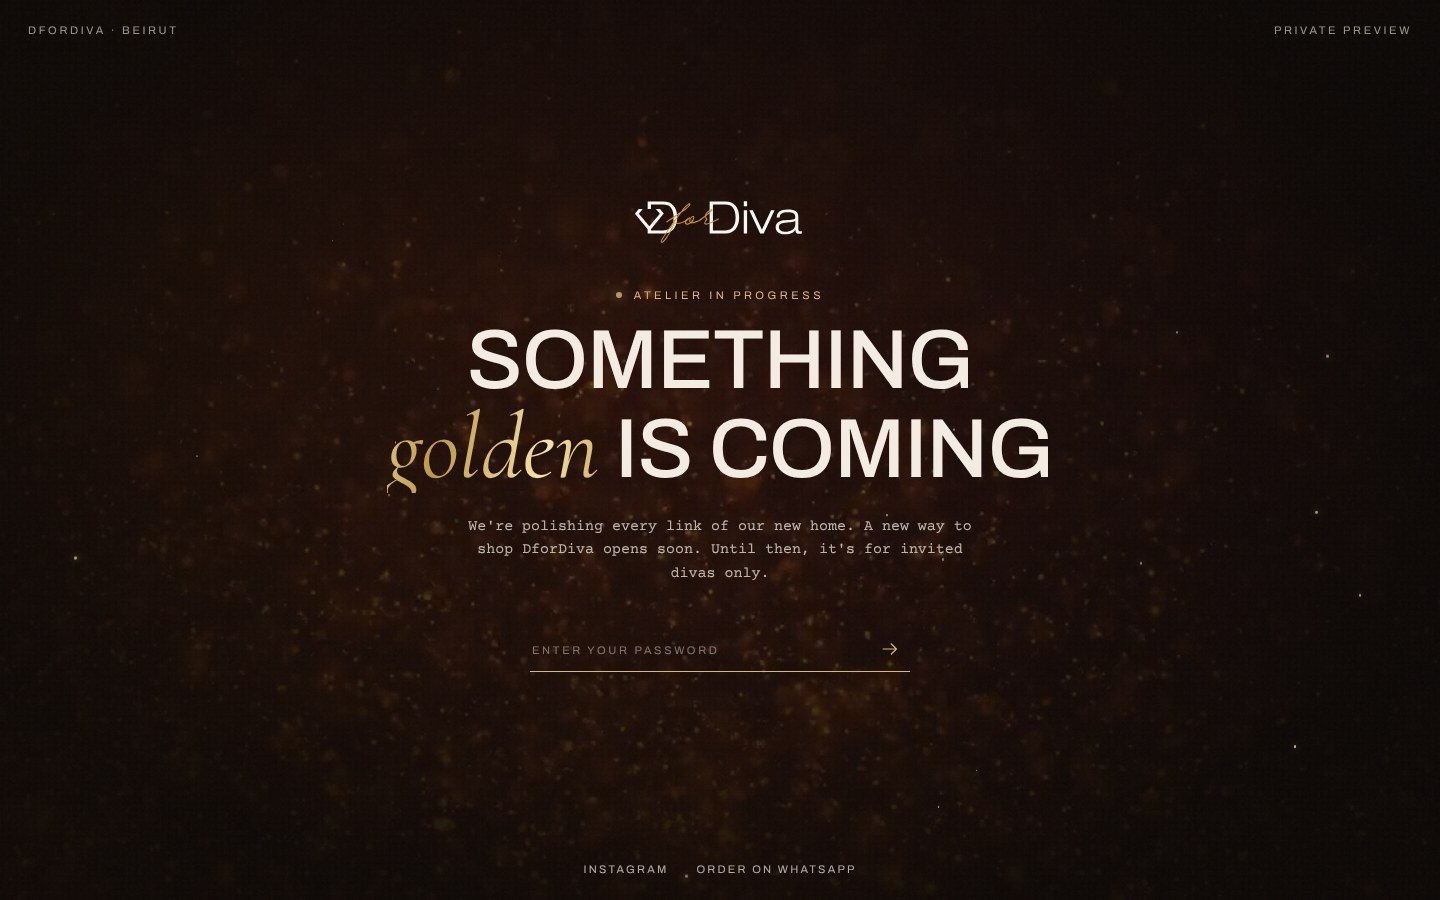 DFORDIVA · BEIRUT
PRIVATE PREVIEW
DforDiva
ATELIER IN PROGRESS
SOMETHING
golden IS COMING
We're polishing every link of our new home. A new way to
shop DforDiva opens soon. Until then, it's for invited
divas only.
ENTER YOUR PASSWORD
INSTAGRAM
ORDER ON WHATSAPP